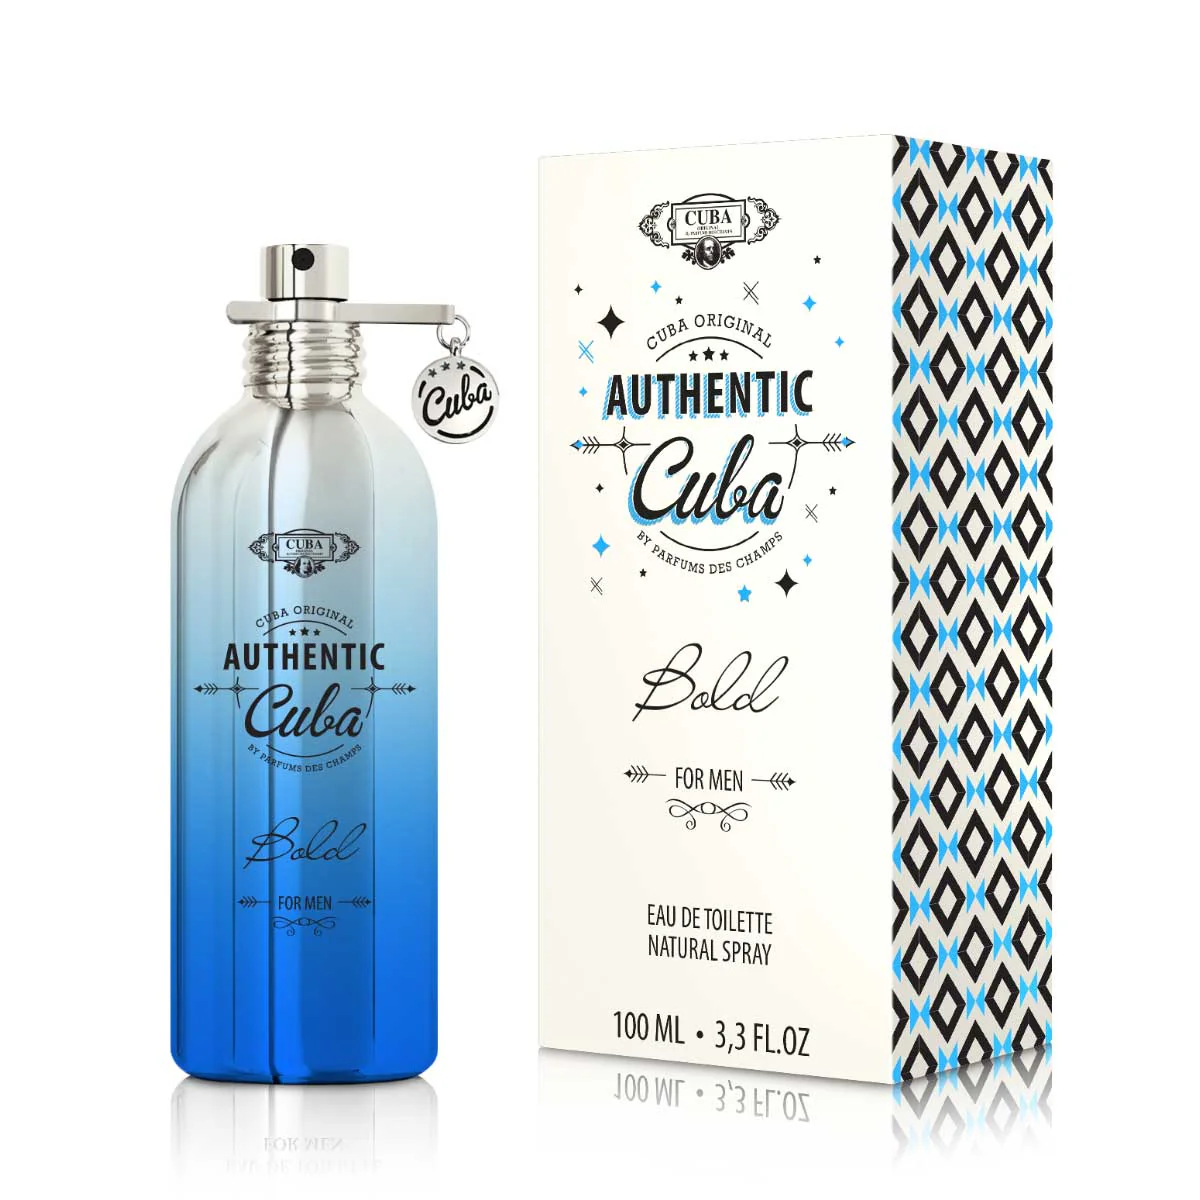 Cuba
CUBA
CUBA ORIGINAL
AUTHENTIC
Cuba
BY PARFUMS DES CHAMPS
Bold
FOR MEN
CUBA
ORIGINAL
CUBA ORIGINAL
AUTHENTIC
Cuba
BY PARFUMS DES CHAMPS
Bold
FOR MEN
EAU DE TOILETTE
NATURAL SPRAY
100 ML • 3,3 FL.OZ